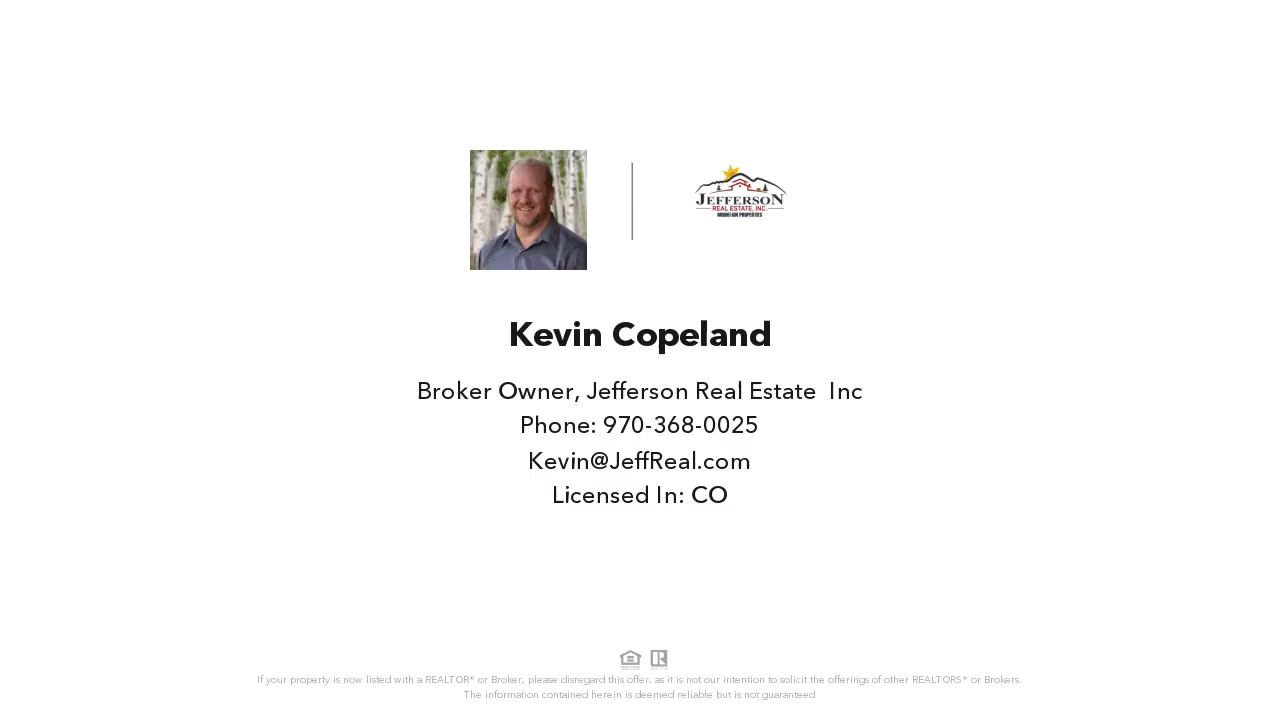 JEFFERSON
REAL ESTATE, INC.
MOUNTAIN PROPERTIES
Kevin Copeland
Broker Owner, Jefferson Real Estate  Inc
Phone: 970-368-0025
Kevin@JeffReal.com
Licensed In: CO
If your property is now listed with a REALTOR® or Broker, please disregard this offer, as it is not our intention to solicit the offerings of other REALTORS® or Brokers.
The information contained herein is deemed reliable but is not guaranteed